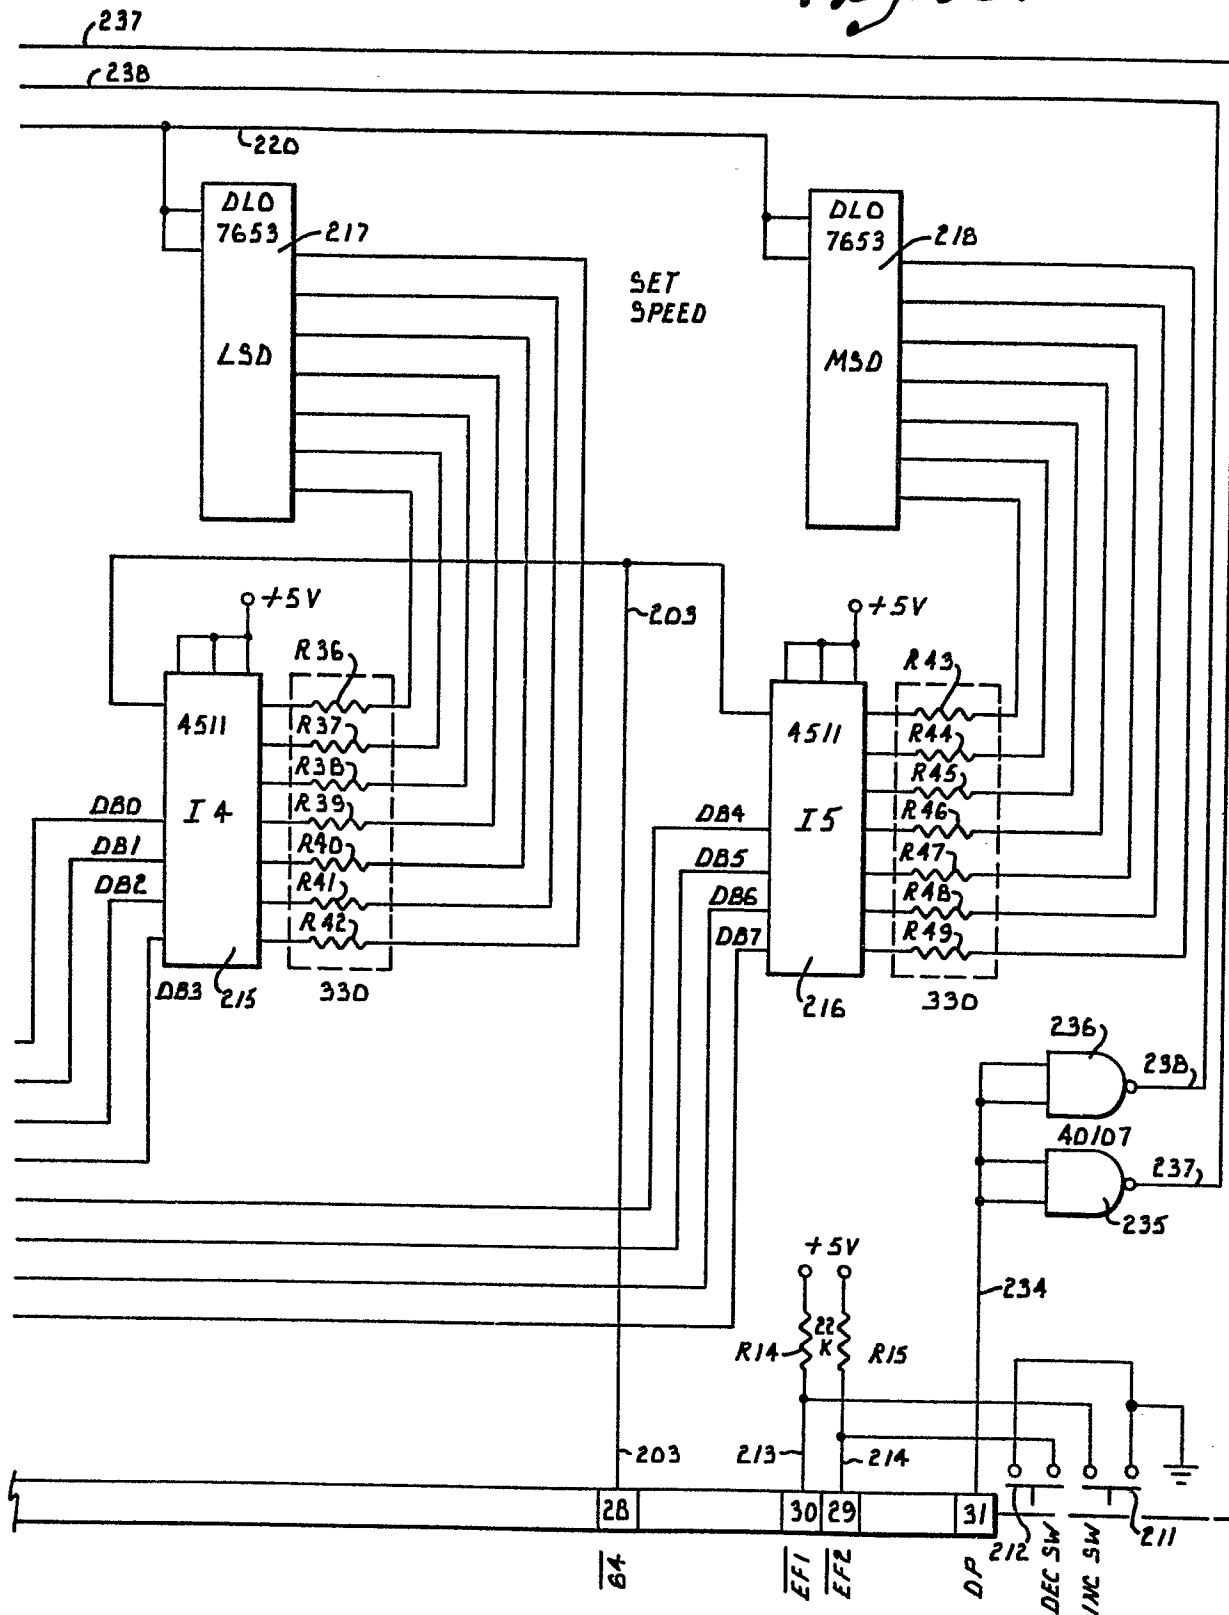 237
238
220
DLO
7653
217
LSD
SET
SPEED
DLO
7653
218
MSD
+5V
203
+5V
4511
I4
215
R36
R37
R38
R39
R40
R41
R42
330
DB0
DB1
DB2
DB3
4511
I5
216
R43
R44
R45
R46
R47
R48
R49
330
DB4
DB5
DB6
DB7
236
238
40107
237
235
+5V
234
R14
22
K
R15
203
213
214
28
30
29
31
212
211
B4
EF1
EF2
DP
DEC SW
INC SW